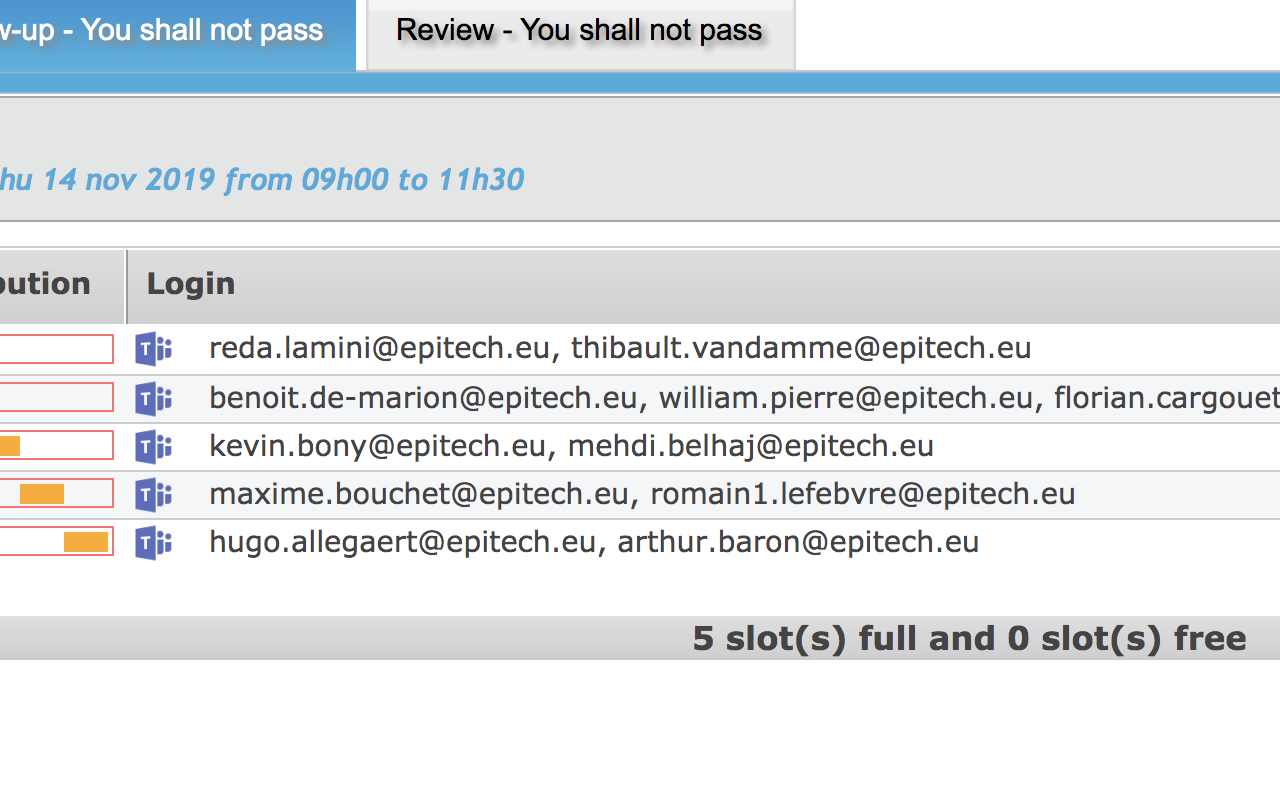 w-up - You shall not pass
Review - You shall not pass
hu 14 nov 2019 from 09h00 to 11h30
bution
Login
reda.lamini@epitech.eu, thibault.vandamme@epitech.eu
benoit.de-marion@epitech.eu, william.pierre@epitech.eu, florian.cargouet
kevin.bony@epitech.eu, mehdi.belhaj@epitech.eu
maxime.bouchet@epitech.eu, romain1.lefebvre@epitech.eu
hugo.allegaert@epitech.eu, arthur.baron@epitech.eu
5 slot(s) full and 0 slot(s) free